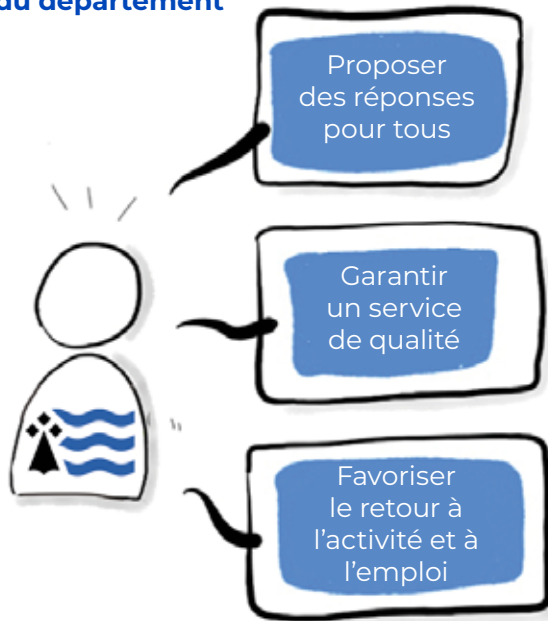 du département
Proposer
des réponses
pour tous
Garantir
un service
de qualité
Favoriser
le retour à
l’activité et à
l’emploi